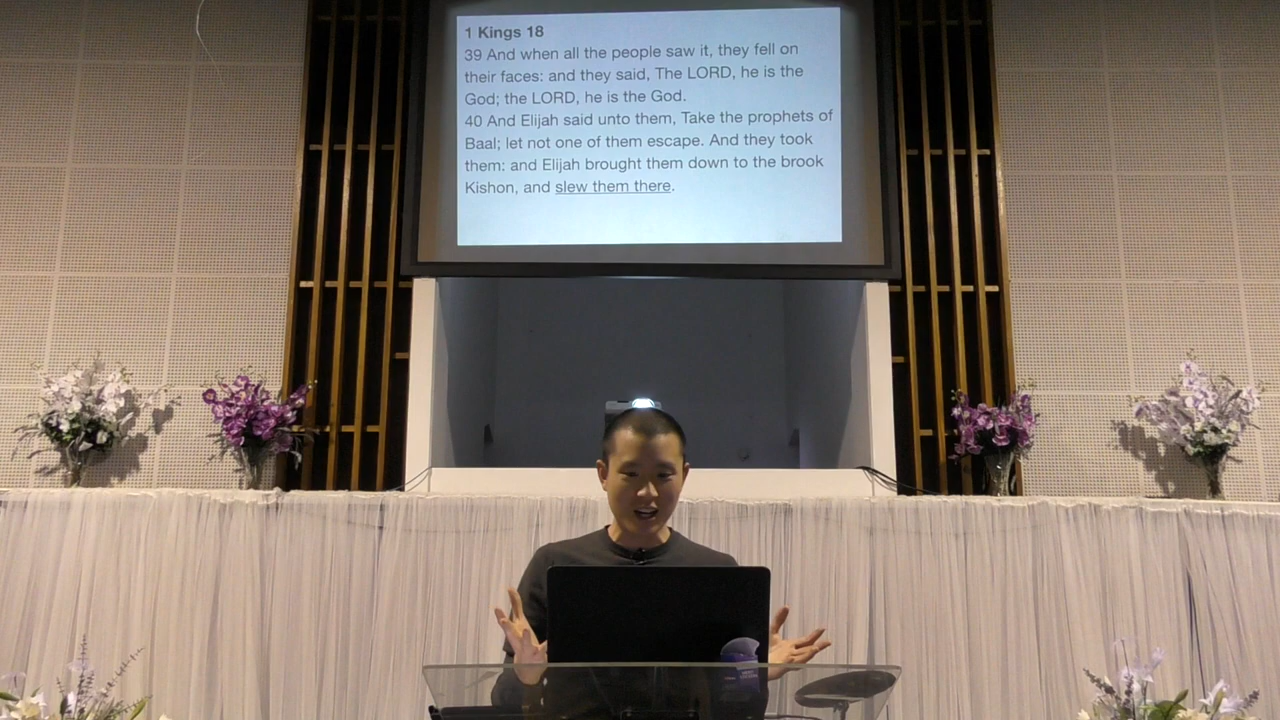 1 Kings 18
39 And when all the people saw it, they fell on
their faces: and they said, The LORD, he is the
God; the LORD, he is the God.
40 And Elijah said unto them, Take the prophets of
Baal; let not one of them escape. And they took
them: and Elijah brought them down to the brook
Kishon, and slew them there.